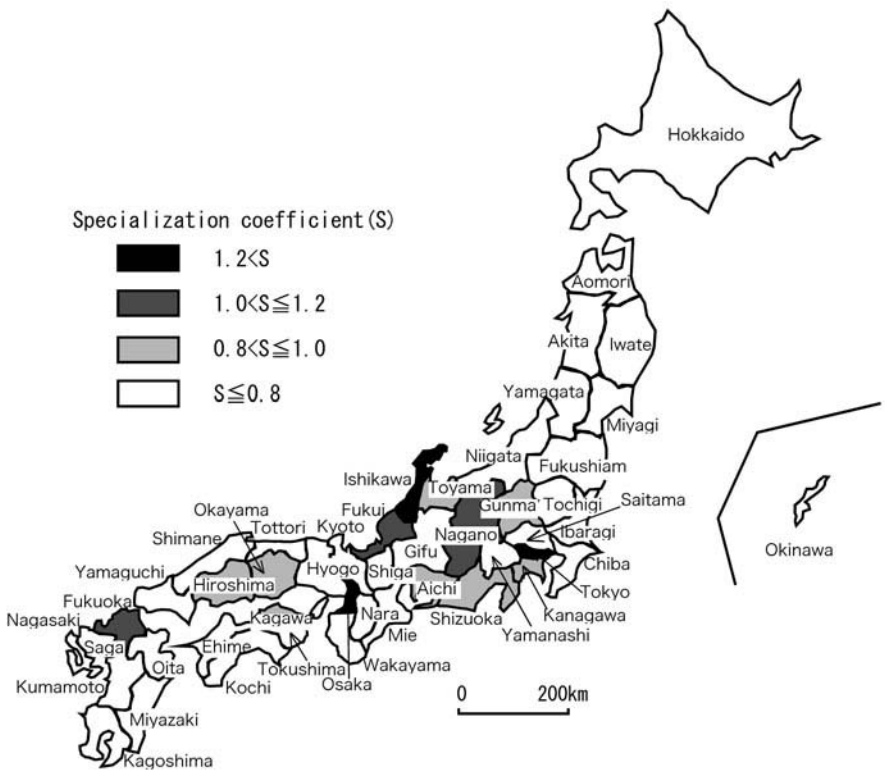 Hokkaido
Specialization coefficient(S)
1.2<S
1.0<S≦1.2
0.8<S≦1.0
S≦0.8
Aomori
Akita
Iwate
Yamagata
Miyagi
Niigata
Fukushiam
Ishikawa
Toyama
Gunma
Tochigi
Saitama
Okayama
Fukui
Ibaragi
Shimane
Tottori
Kyoto
Nagano
Okinawa
Gifu
Chiba
Yamaguchi
Hiroshima
Hyogo
Shiga
Aichi
Tokyo
Fukuoka
Nagasaki
Kagawa
Nara
Shizuoka
Kanagawa
Mie
Yamanashi
Saga
Oita
Ehime
Tokushima
Wakayama
Kumamoto
Kochi
Osaka
0
200km
Miyazaki
Kagoshima